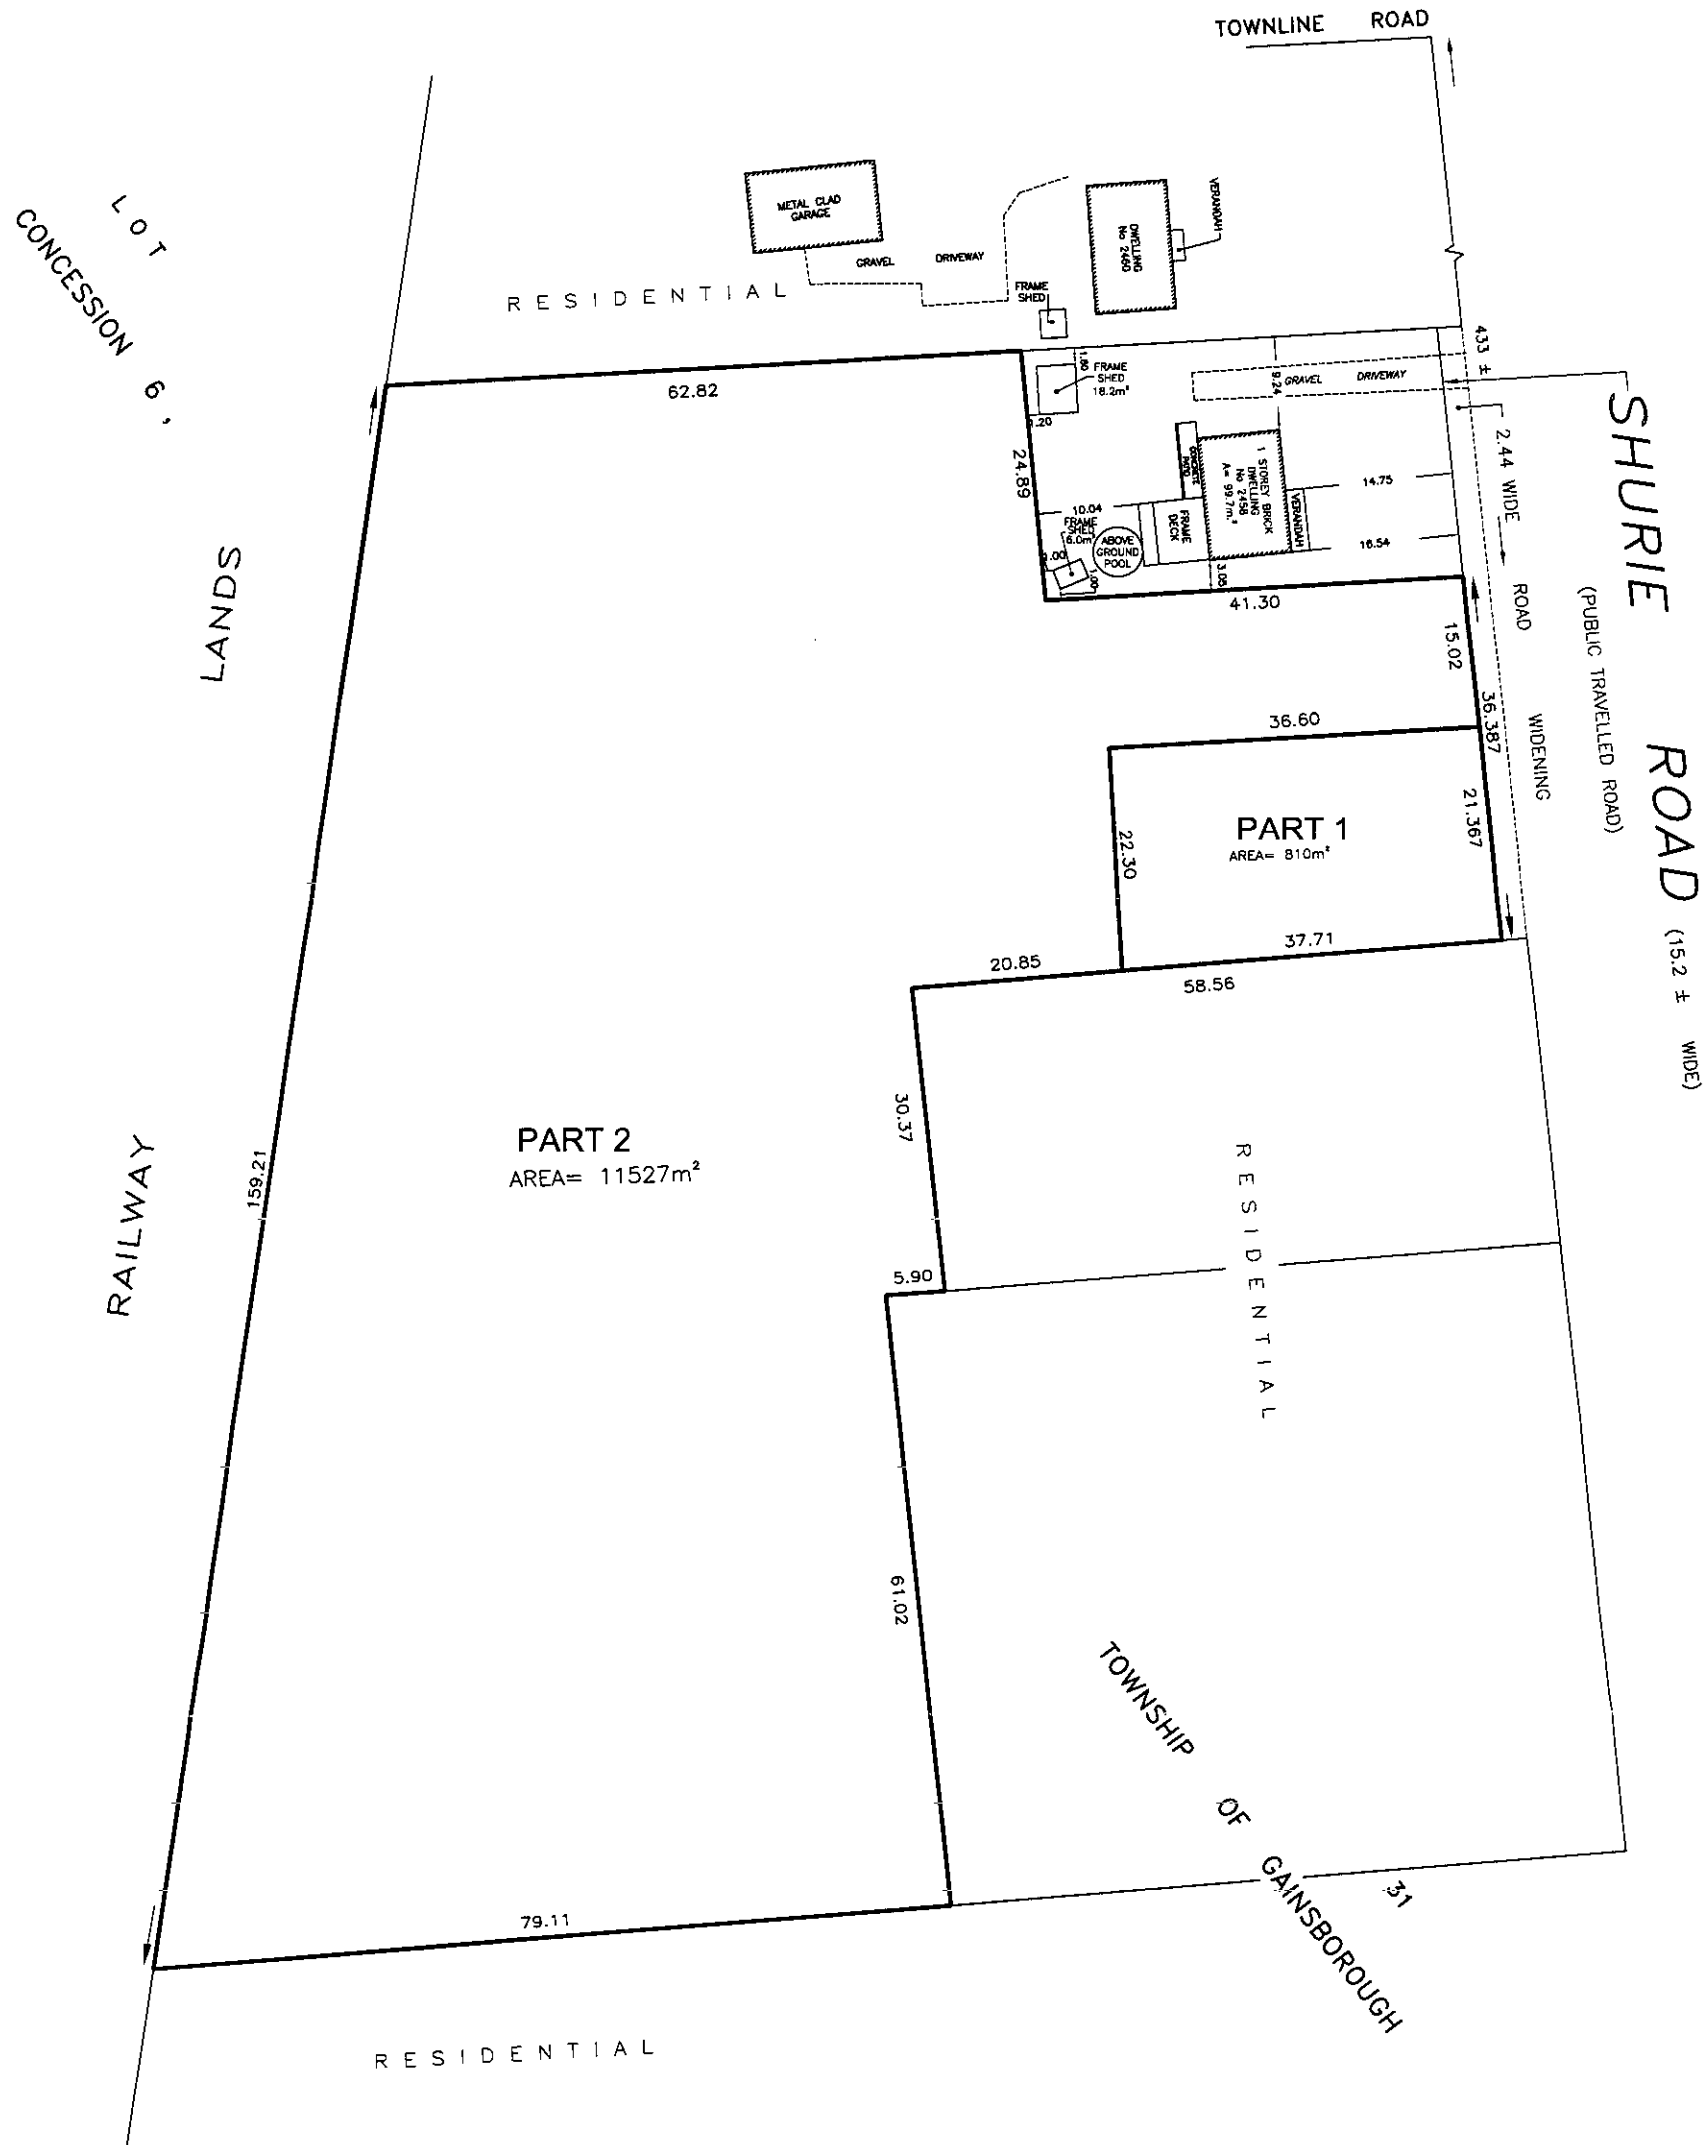 TOWNLINE ROAD
LOT
CONCESSION 6 ,
METAL CLAD
GARAGE
GRAVEL DRIVEWAY
DWELLING
No 2460
VERANDAH
RESIDENTIAL
FRAME
SHED
433 ±
62.82
1.80
FRAME
SHED
18.2m²
1.20
9.24
GRAVEL DRIVEWAY
SHURIE ROAD (15.2 ± WIDE)
(PUBLIC TRAVELLED ROAD)
2.44 WIDE ROAD WIDENING
24.89
CONCRETE
PATIO
1 STOREY BRICK
DWELLING
No 2458
A= 99.7m.²
VERANDAH
14.75
16.54
10.04
FRAME
SHED
6.0m²
1.00
1.00
ABOVE
GROUND
POOL
FRAME
DECK
3.05
41.30
15.02
36.387
36.60
21.367
PART 1
AREA= 810m²
22.30
37.71
20.85
58.56
LANDS
RAILWAY
30.37
PART 2
AREA= 11527m²
159.21
5.90
RESIDENTIAL
61.02
TOWNSHIP OF GAINSBOROUGH
31
79.11
RESIDENTIAL